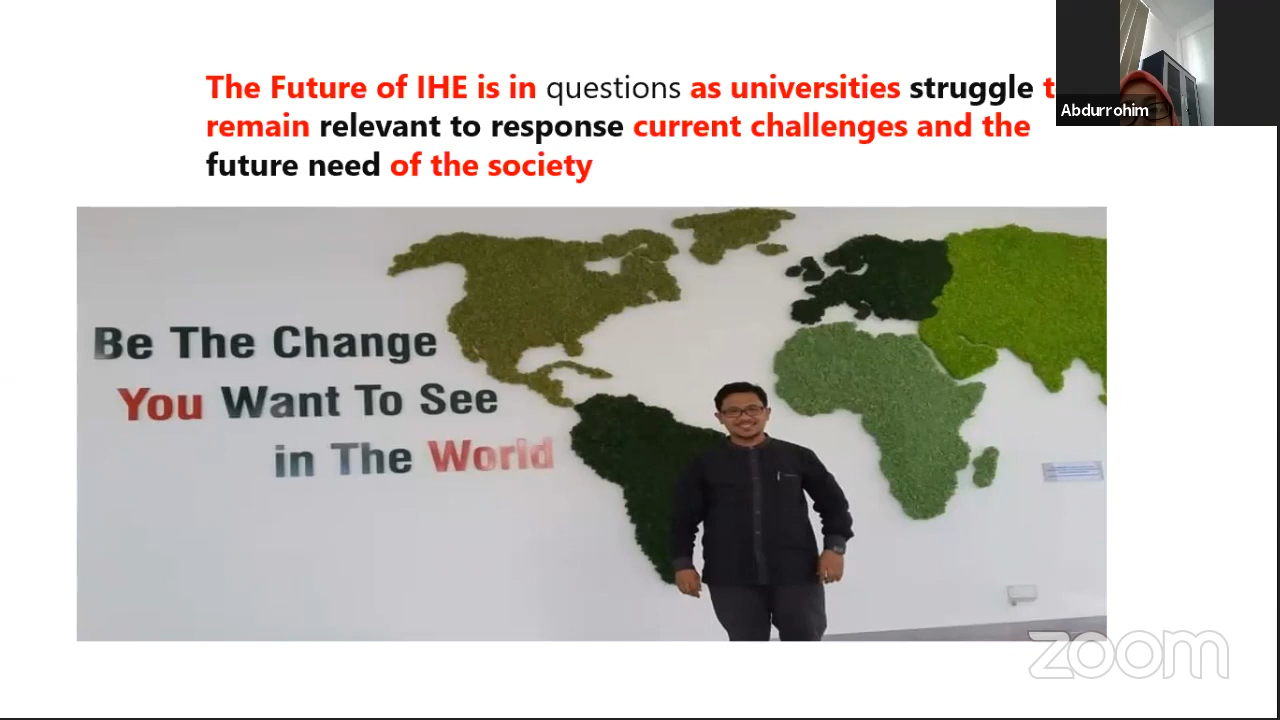 The Future of IHE is in questions as universities struggle t
remain relevant to response current challenges and the
future need of the society
Abdurrohim
Be The Change
You Want To See
in The World
zoom